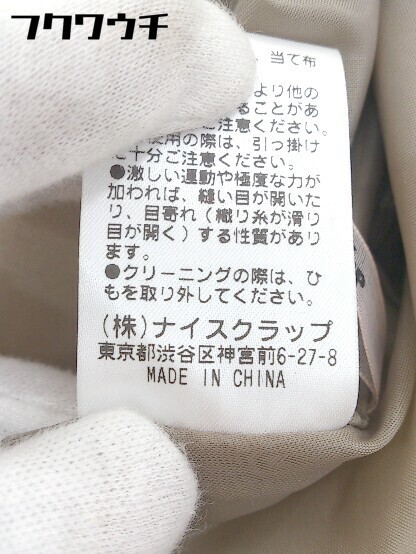 フクワウチ
当て布
より他の
ることがあ
注意ください。
使用の際は、引っ掛け
に十分ご注意ください。
●激しい運動や極度な力が
加われば、縫い目が開いた
り、目寄れ（織り糸が滑り
目が開く）する性質があり
ます。
●クリーニングの際は、ひ
もを取り外してください。
（株）ナイスクラップ
東京都渋谷区神宮前6-27-8
MADE IN CHINA